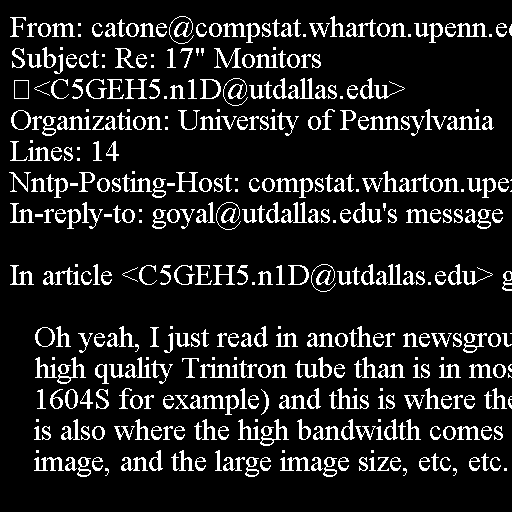 From: catone@compstat.wharton.upenn.e
Subject: Re: 17" Monitors
<C5GEH5.n1D@utdallas.edu>
Organization: University of Pennsylvania
Lines: 14
Nntp-Posting-Host: compstat.wharton.upe
In-reply-to: goyal@utdallas.edu's message
In article <C5GEH5.n1D@utdallas.edu> g
Oh yeah, I just read in another newsgrou
high quality Trinitron tube than is in mos
1604S for example) and this is where the
is also where the high bandwidth comes
image, and the large image size, etc, etc.